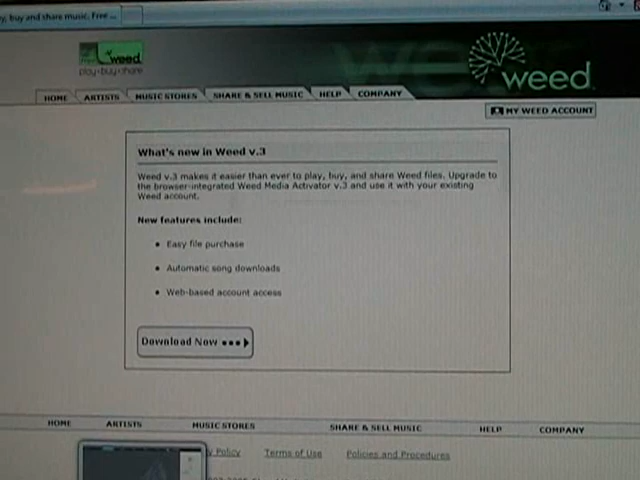 buy and share music. Free ...
weed
play•buy•share
weed
HOME ARTISTS MUSIC STORES SHARE & SELL MUSIC HELP COMPANY
MY WEED ACCOUNT
What's new in Weed v.3
Weed v.3 makes it easier than ever to play, buy, and share Weed files. Upgrade to
the browser-integrated Weed Media Activator v.3 and use it with your existing
Weed account.
New features include:
• Easy file purchase
• Automatic song downloads
• Web-based account access
Download Now
HOME ARTISTS MUSIC STORES SHARE & SELL MUSIC HELP COMPANY
Policy Terms of Use Policies and Procedures